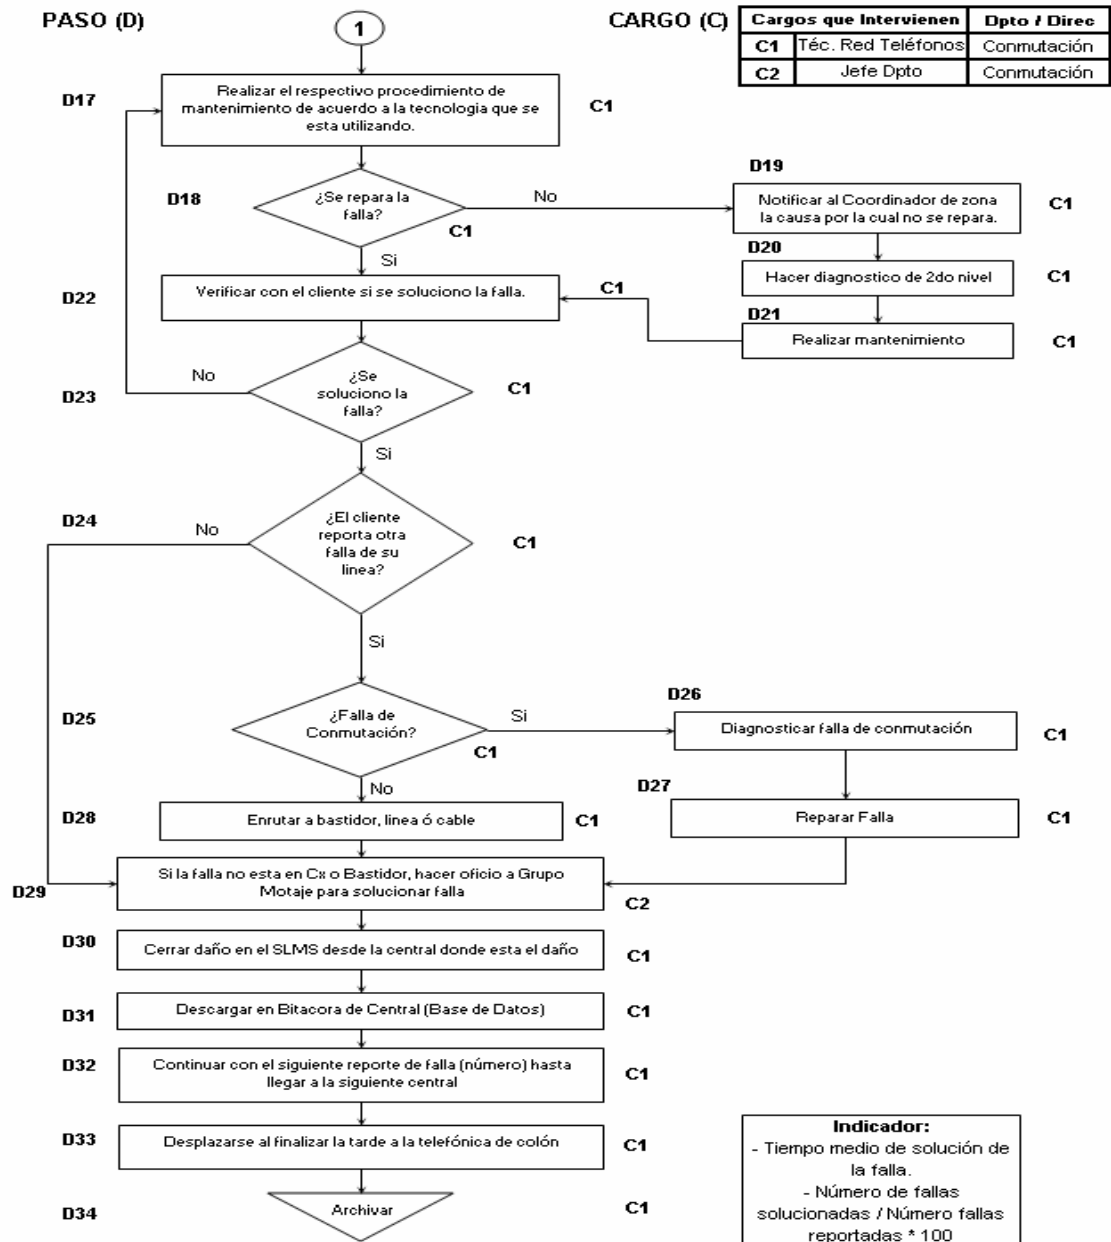 PASO (D)
1
CARGO (C)
Cargos que Intervienen
Dpto / Direc
C1
Téc. Red Teléfonos
Conmutación
C2
Jefe Dpto
Conmutación
D17
Realizar el respectivo procedimiento de
mantenimiento de acuerdo a la tecnologia que se
esta utilizando.
C1
D18
¿Se repara la
falla?
C1
No
Si
D19
Notificar al Coordinador de zona
la causa por la cual no se repara.
C1
D20
Hacer diagnostico de 2do nivel
C1
D21
Realizar mantenimiento
C1
D22
Verificar con el cliente si se soluciono la falla.
C1
D23
No
¿Se
soluciono la
falla?
C1
Si
D24
No
¿El cliente
reporta otra
falla de su
linea?
C1
Si
D25
¿Falla de
Conmutación?
C1
Si
No
D26
Diagnosticar falla de conmutación
C1
D27
Reparar Falla
C1
D28
Enrutar a bastidor, linea ó cable
C1
D29
Si la falla no esta en Cx o Bastidor, hacer oficio a Grupo
Motaje para solucionar falla
C2
D30
Cerrar daño en el SLMS desde la central donde esta el daño
C1
D31
Descargar en Bitacora de Central (Base de Datos)
C1
D32
Continuar con el siguiente reporte de falla (número) hasta
llegar a la siguiente central
C1
D33
Desplazarse al finalizar la tarde a la telefónica de colón
C1
D34
Archivar
C1
Indicador:
- Tiempo medio de solución de
la falla.
- Número de fallas
solucionadas / Número fallas
reportadas * 100